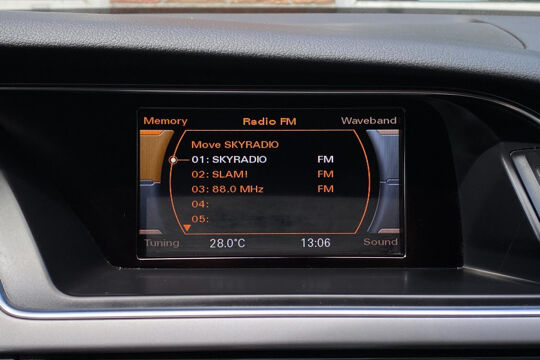 Memory Radio FM Waveband
Move SKYRADIO
01: SKYRADIO FM
02: SLAM! FM
03: 88.0 MHz FM
04:
05:
Tuning 28.0°C 13:06 Sound